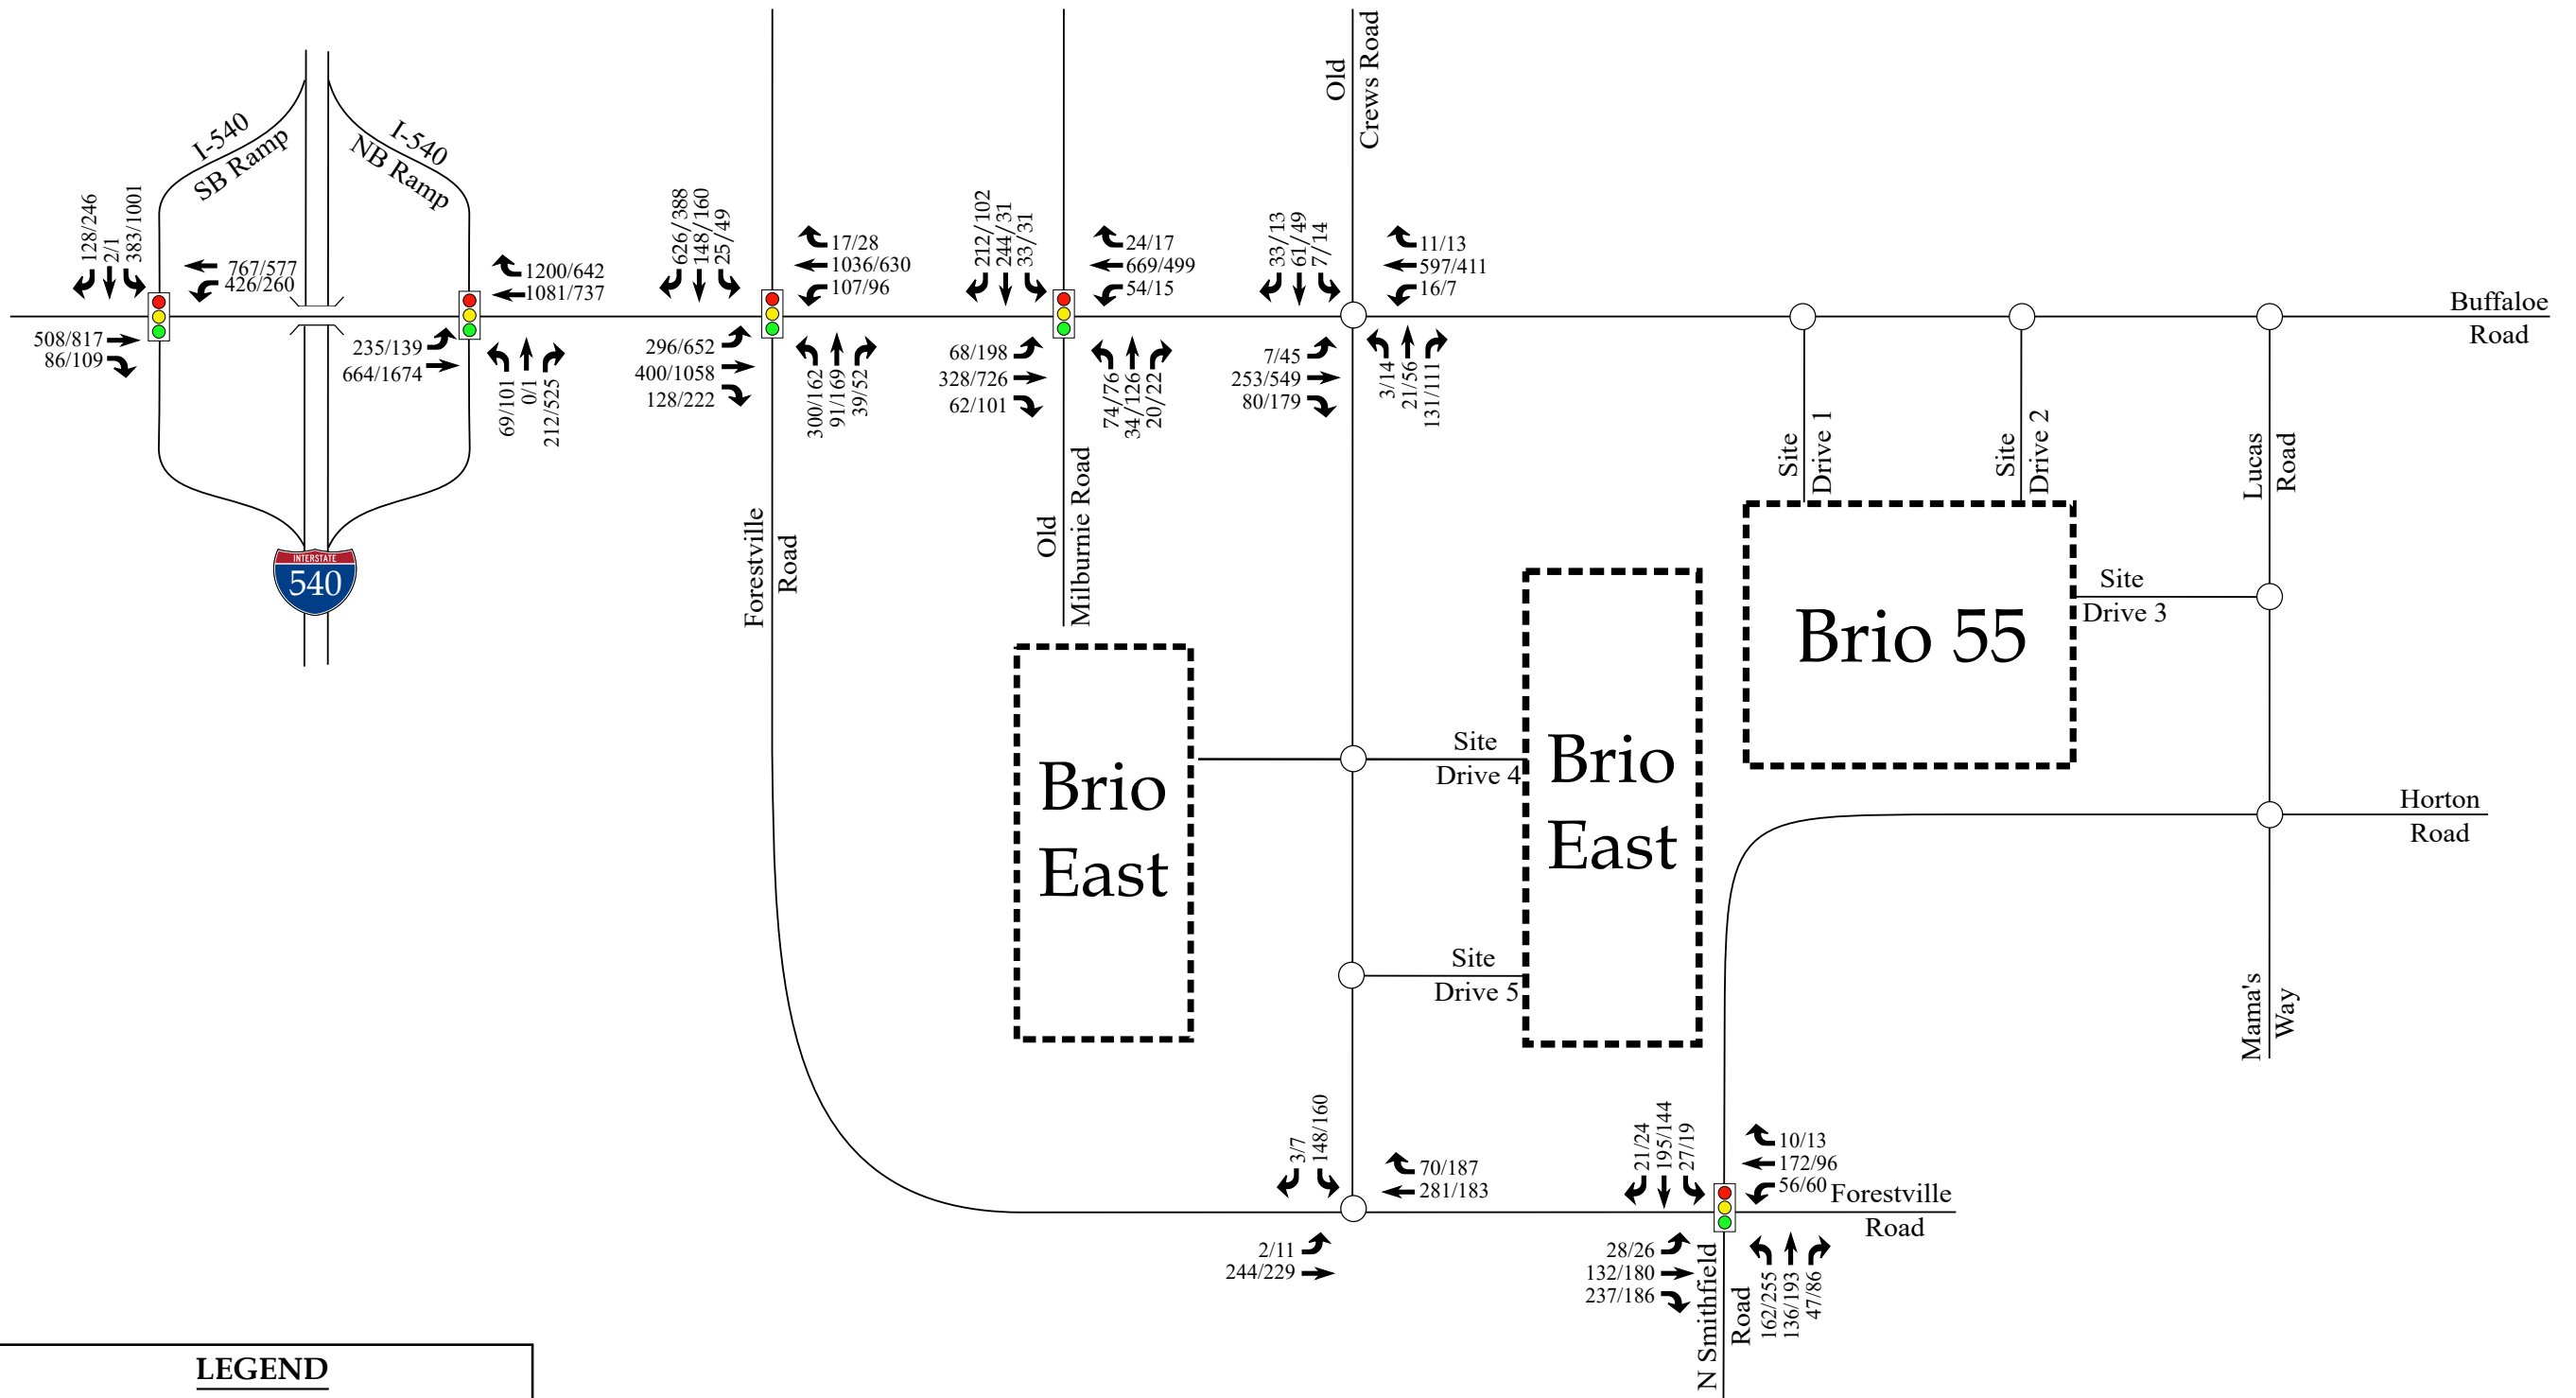 Old
Crews Road
I-540
SB Ramp
I-540
NB Ramp
128/246
2/1
383/1001
767/577
426/260
508/817
86/109
1200/642
1081/737
235/139
664/1674
69/101
0/1
212/525
626/388
148/160
25/49
17/28
1036/630
107/96
296/652
400/1058
128/222
300/162
91/169
39/52
212/102
244/31
33/31
24/17
669/499
54/15
68/198
328/726
62/101
74/76
34/126
20/22
33/13
61/49
7/14
11/13
597/411
16/7
7/45
253/549
80/179
3/14
21/56
131/111
Buffaloe
Road
Site
Drive 1
Site
Drive 2
Lucas
Road
Forestville
Road
Old
Milburnie Road
INTERSTATE
540
Site
Drive 3
Brio 55
Brio
East
Site
Drive 4
Brio
East
Horton
Road
Site
Drive 5
Mama's
Way
3/7
148/160
70/187
281/183
2/11
244/229
21/24
195/144
27/19
10/13
172/96
56/60
Forestville
Road
28/26
132/180
237/186
N Smithfield
Road
162/255
136/193
47/86
LEGEND